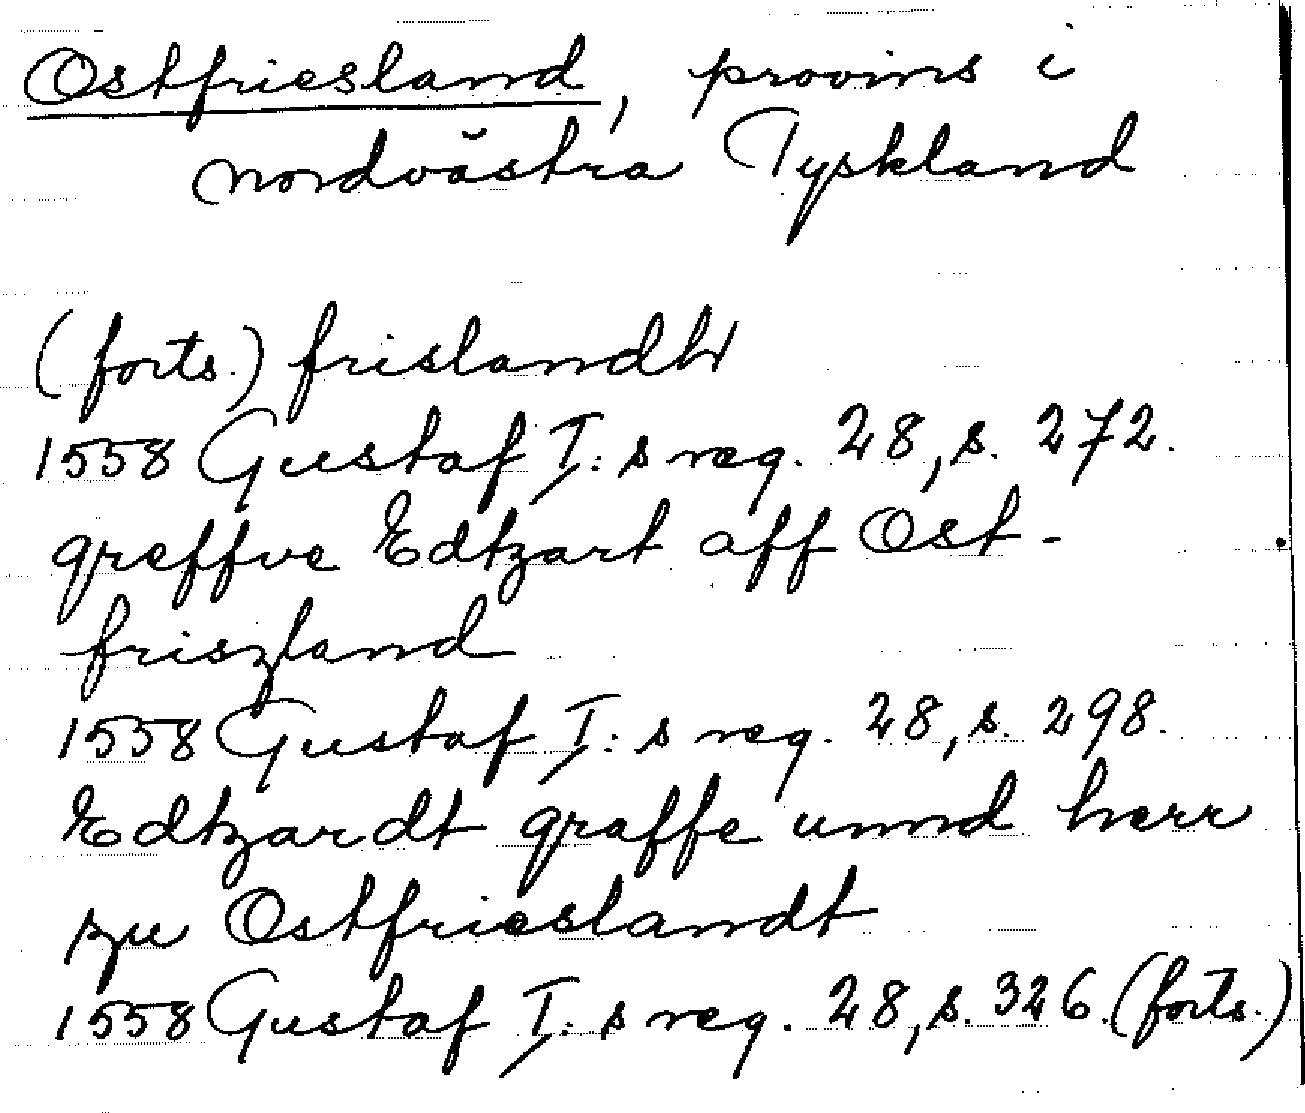 Ostfriesland, provins i
nordvästra Tyskland
(forts.) frislandh
1558 Gustaf I:s reg. 28, s. 272.
greffve Edtzart aff Ost-
friszland
1558 Gustaf I:s reg. 28, s. 298.
Edtzardt graffe unnd herr
zu Ostfrieslandt
1558 Gustaf I:s reg. 28, s. 326. (forts.)